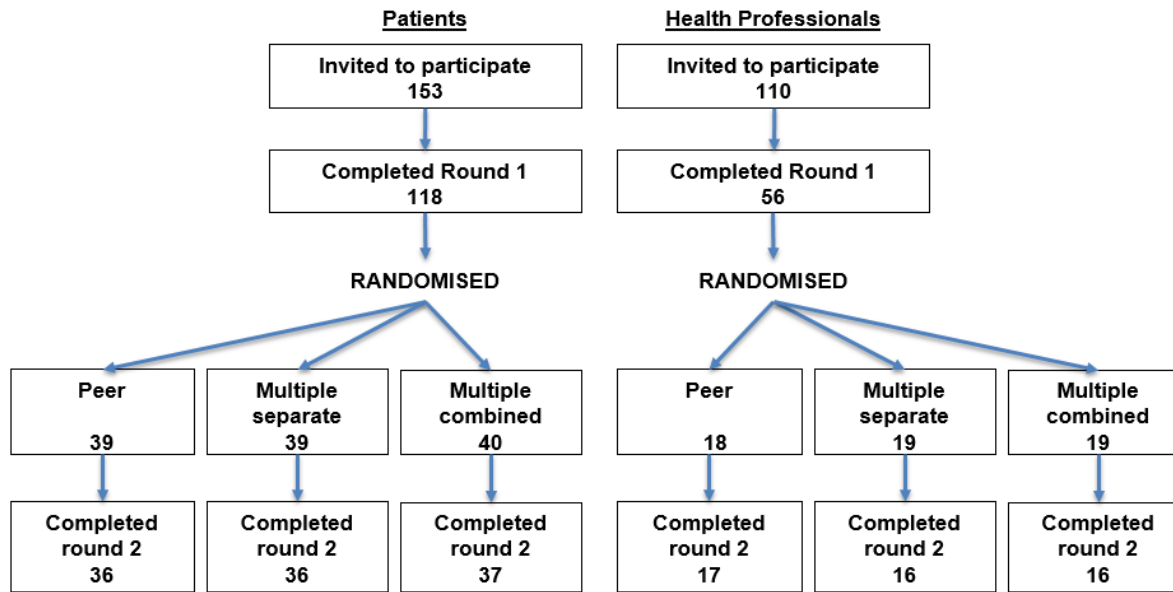 Patients
Health Professionals
Invited to participate
153
Invited to participate
110
Completed Round 1
118
Completed Round 1
56
RANDOMISED
RANDOMISED
Peer
39
Multiple
separate
39
Multiple
combined
40
Peer
18
Multiple
separate
19
Multiple
combined
19
Completed
round 2
36
Completed
round 2
36
Completed
round 2
37
Completed
round 2
17
Completed
round 2
16
Completed
round 2
16